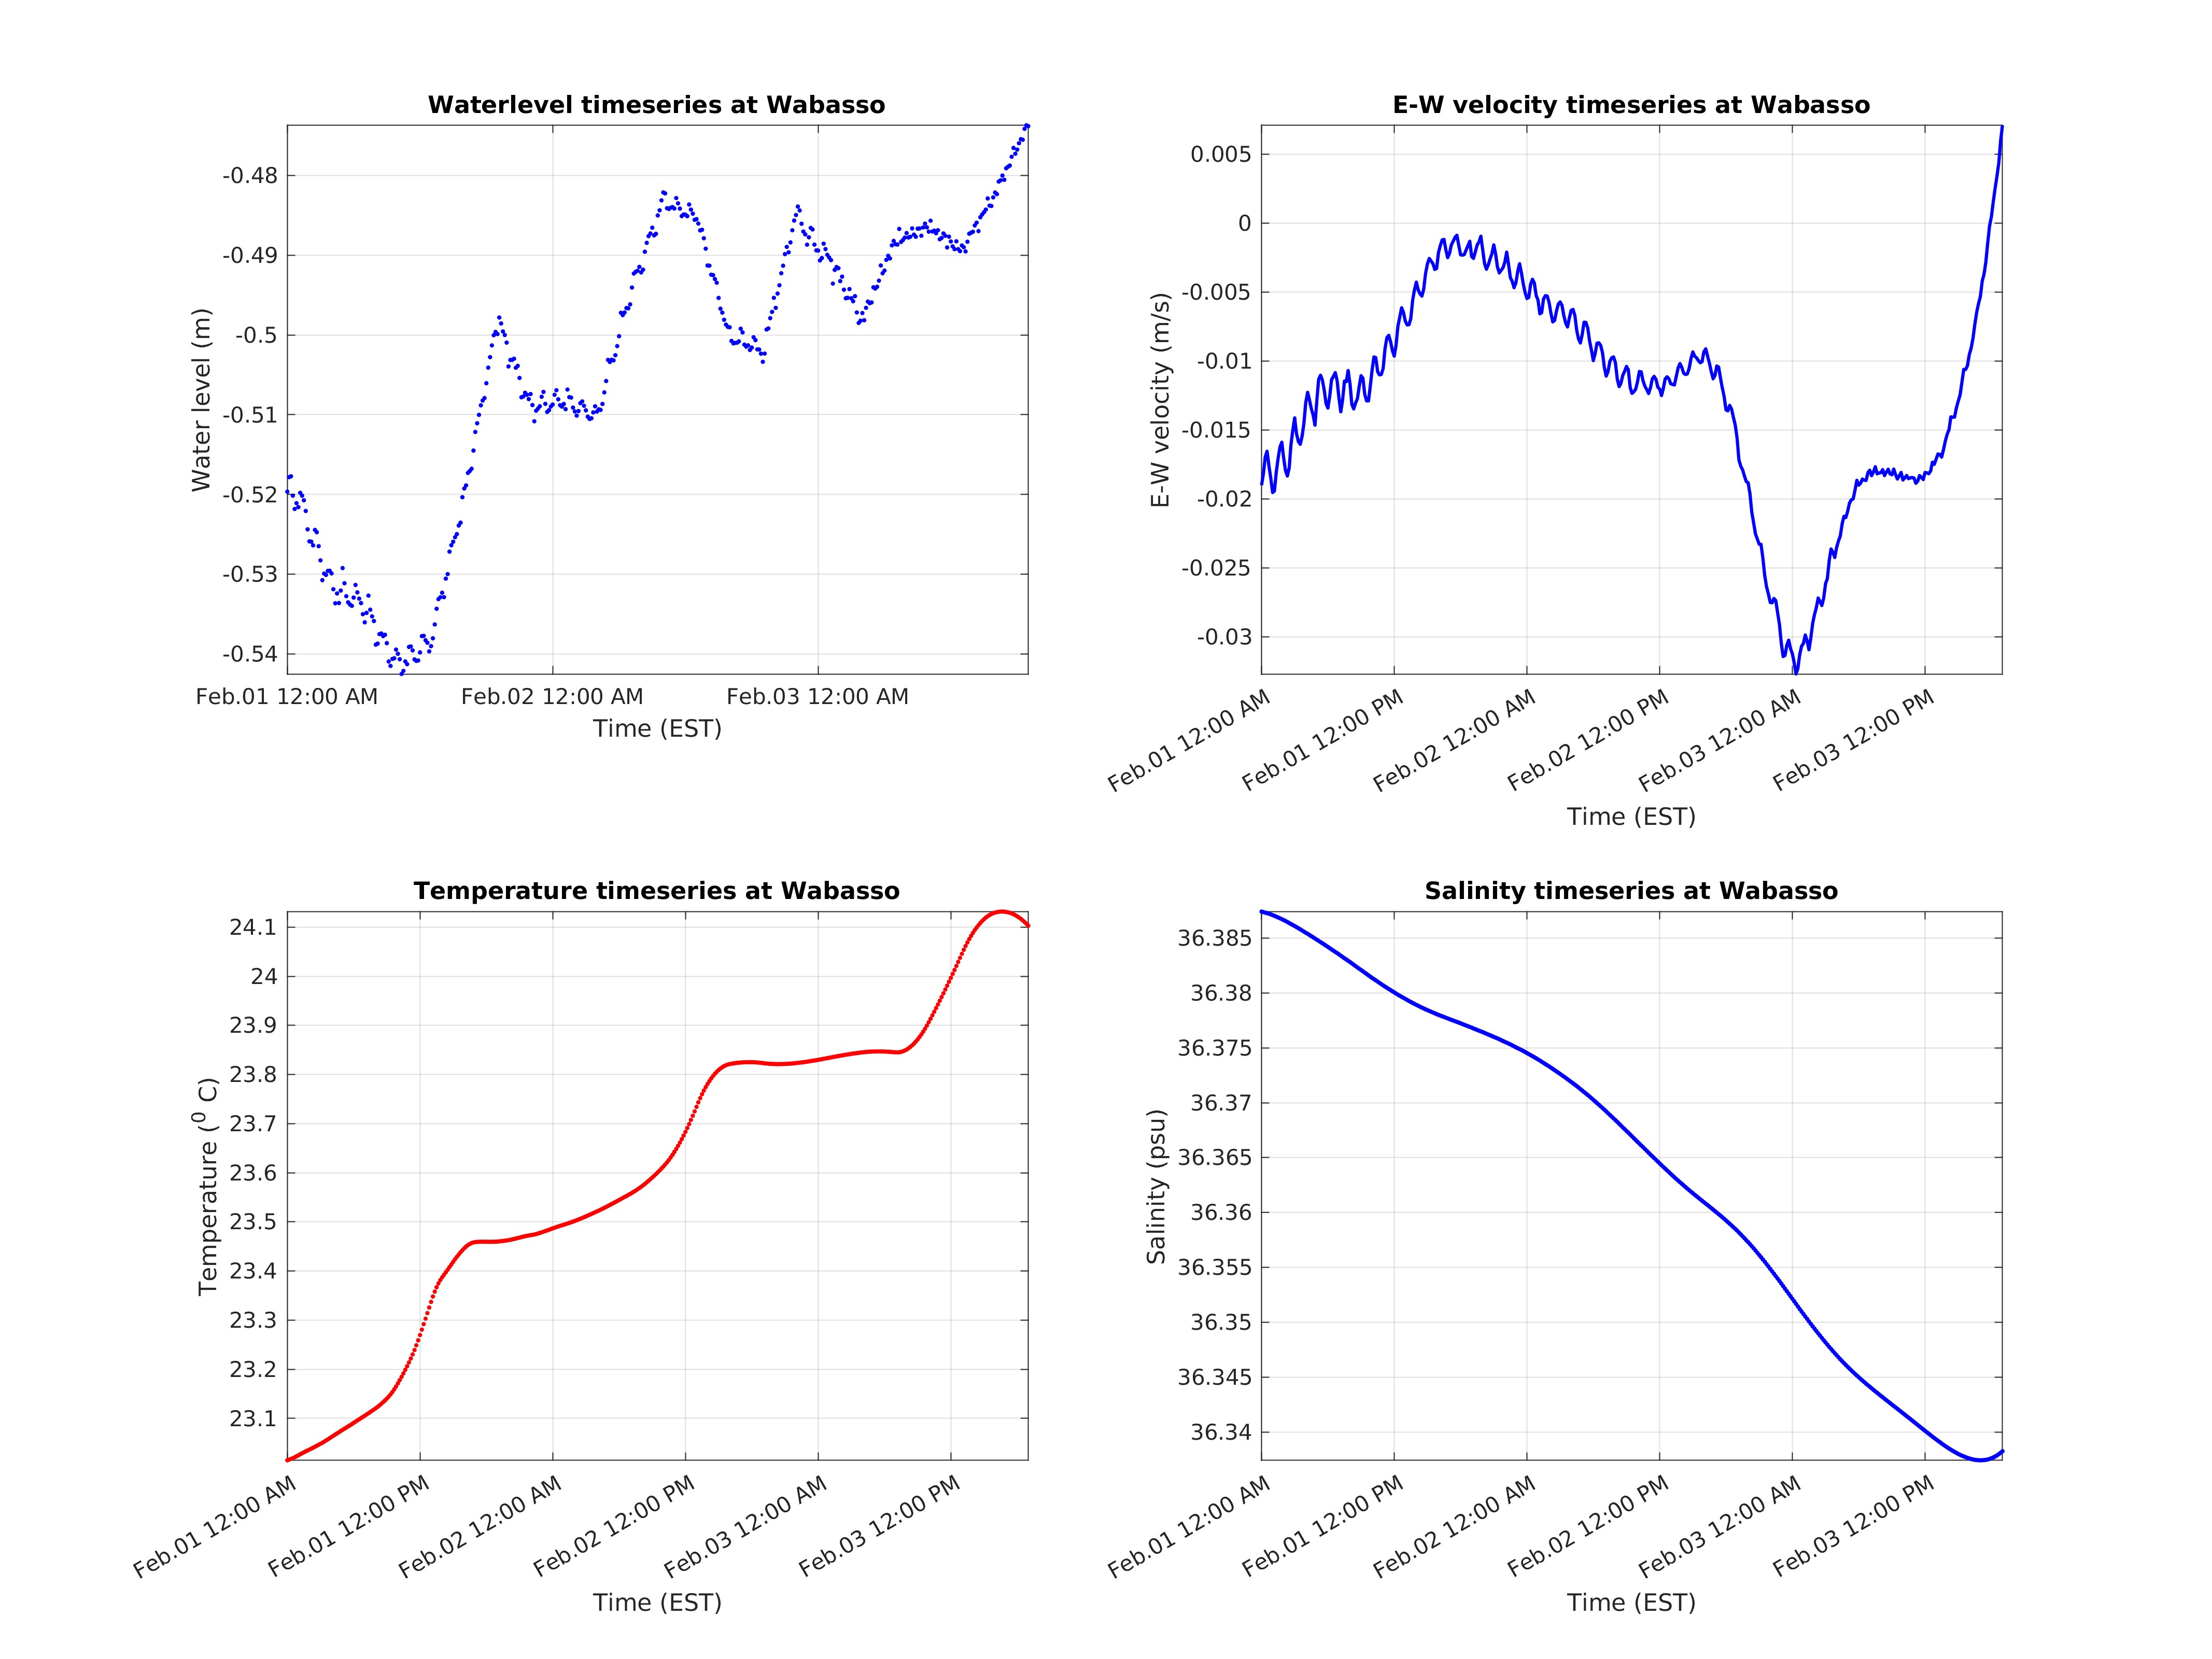 Waterlevel timeseries at Wabasso
Water level (m)
-0.48
-0.49
-0.5
-0.51
-0.52
-0.53
-0.54
Feb.01 12:00 AM
Feb.02 12:00 AM
Feb.03 12:00 AM
Time (EST)
E-W velocity timeseries at Wabasso
E-W velocity (m/s)
0.005
0
-0.005
-0.01
-0.015
-0.02
-0.025
-0.03
Feb.01 12:00 AM
Feb.01 12:00 PM
Feb.02 12:00 AM
Feb.02 12:00 PM
Feb.03 12:00 AM
Feb.03 12:00 PM
Time (EST)
Temperature timeseries at Wabasso
Temperature (⁰ C)
24.1
24
23.9
23.8
23.7
23.6
23.5
23.4
23.3
23.2
23.1
Feb.01 12:00 AM
Feb.01 12:00 PM
Feb.02 12:00 AM
Feb.02 12:00 PM
Feb.03 12:00 AM
Feb.03 12:00 PM
Time (EST)
Salinity timeseries at Wabasso
Salinity (psu)
36.385
36.38
36.375
36.37
36.365
36.36
36.355
36.35
36.345
36.34
Feb.01 12:00 AM
Feb.01 12:00 PM
Feb.02 12:00 AM
Feb.02 12:00 PM
Feb.03 12:00 AM
Feb.03 12:00 PM
Time (EST)